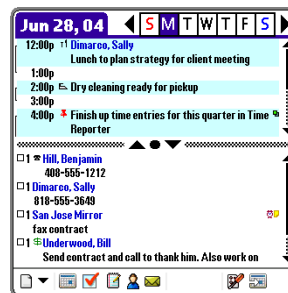 Jun 28, 04 S M T W T F S
12:00p Dimarco, Sally
Lunch to plan strategy for client meeting
1:00p
2:00p Dry cleaning ready for pickup
3:00p
4:00p Finish up time entries for this quarter in Time
Reporter
1 Hill, Benjamin
408-555-1212
1 Dimarco, Sally
818-555-3649
1 San Jose Mirror
fax contract
1 Underwood, Bill
Send contract and call to thank him. Also work on